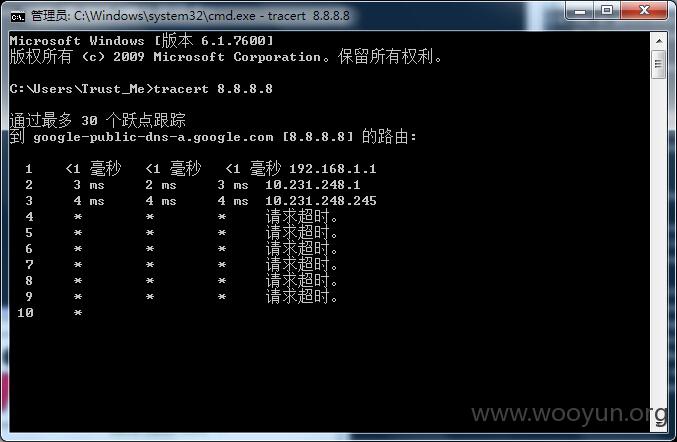 管理员: C:\Windows\system32\cmd.exe - tracert  8.8.8.8
Microsoft Windows [版本 6.1.7600]
版权所有 (c) 2009 Microsoft Corporation。保留所有权利。
C:\Users\Trust_Me>tracert 8.8.8.8
通过最多 30 个跃点跟踪
到 google-public-dns-a.google.com [8.8.8.8] 的路由:
1 <1 毫秒 <1 毫秒 <1 毫秒 192.168.1.1
2 3 ms 2 ms 3 ms 10.231.248.1
3 4 ms 4 ms 4 ms 10.231.248.245
4 * * * 请求超时。
5 * * * 请求超时。
6 * * * 请求超时。
7 * * * 请求超时。
8 * * * 请求超时。
9 * * * 请求超时。
10 *
www.wooyun.org